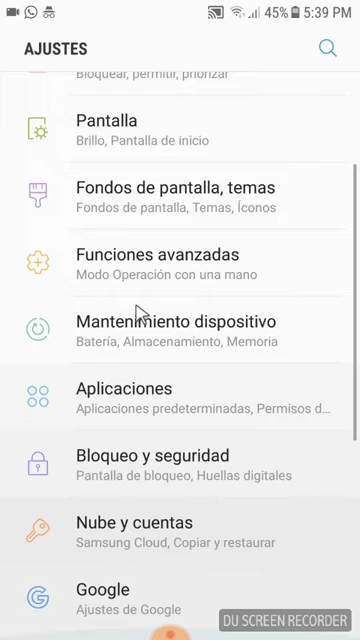 45% 5:39 PM
AJUSTES
Bloquear, permitir, priorizar
Pantalla
Brillo, Pantalla de inicio
Fondos de pantalla, temas
Fondos de pantalla, Temas, Íconos
Funciones avanzadas
Modo Operación con una mano
Mantenimiento dispositivo
Batería, Almacenamiento, Memoria
Aplicaciones
Aplicaciones predeterminadas, Permisos d...
Bloqueo y seguridad
Pantalla de bloqueo, Huellas digitales
Nube y cuentas
Samsung Cloud, Copiar y restaurar
Google
Ajustes de Google
DU SCREEN RECORDER